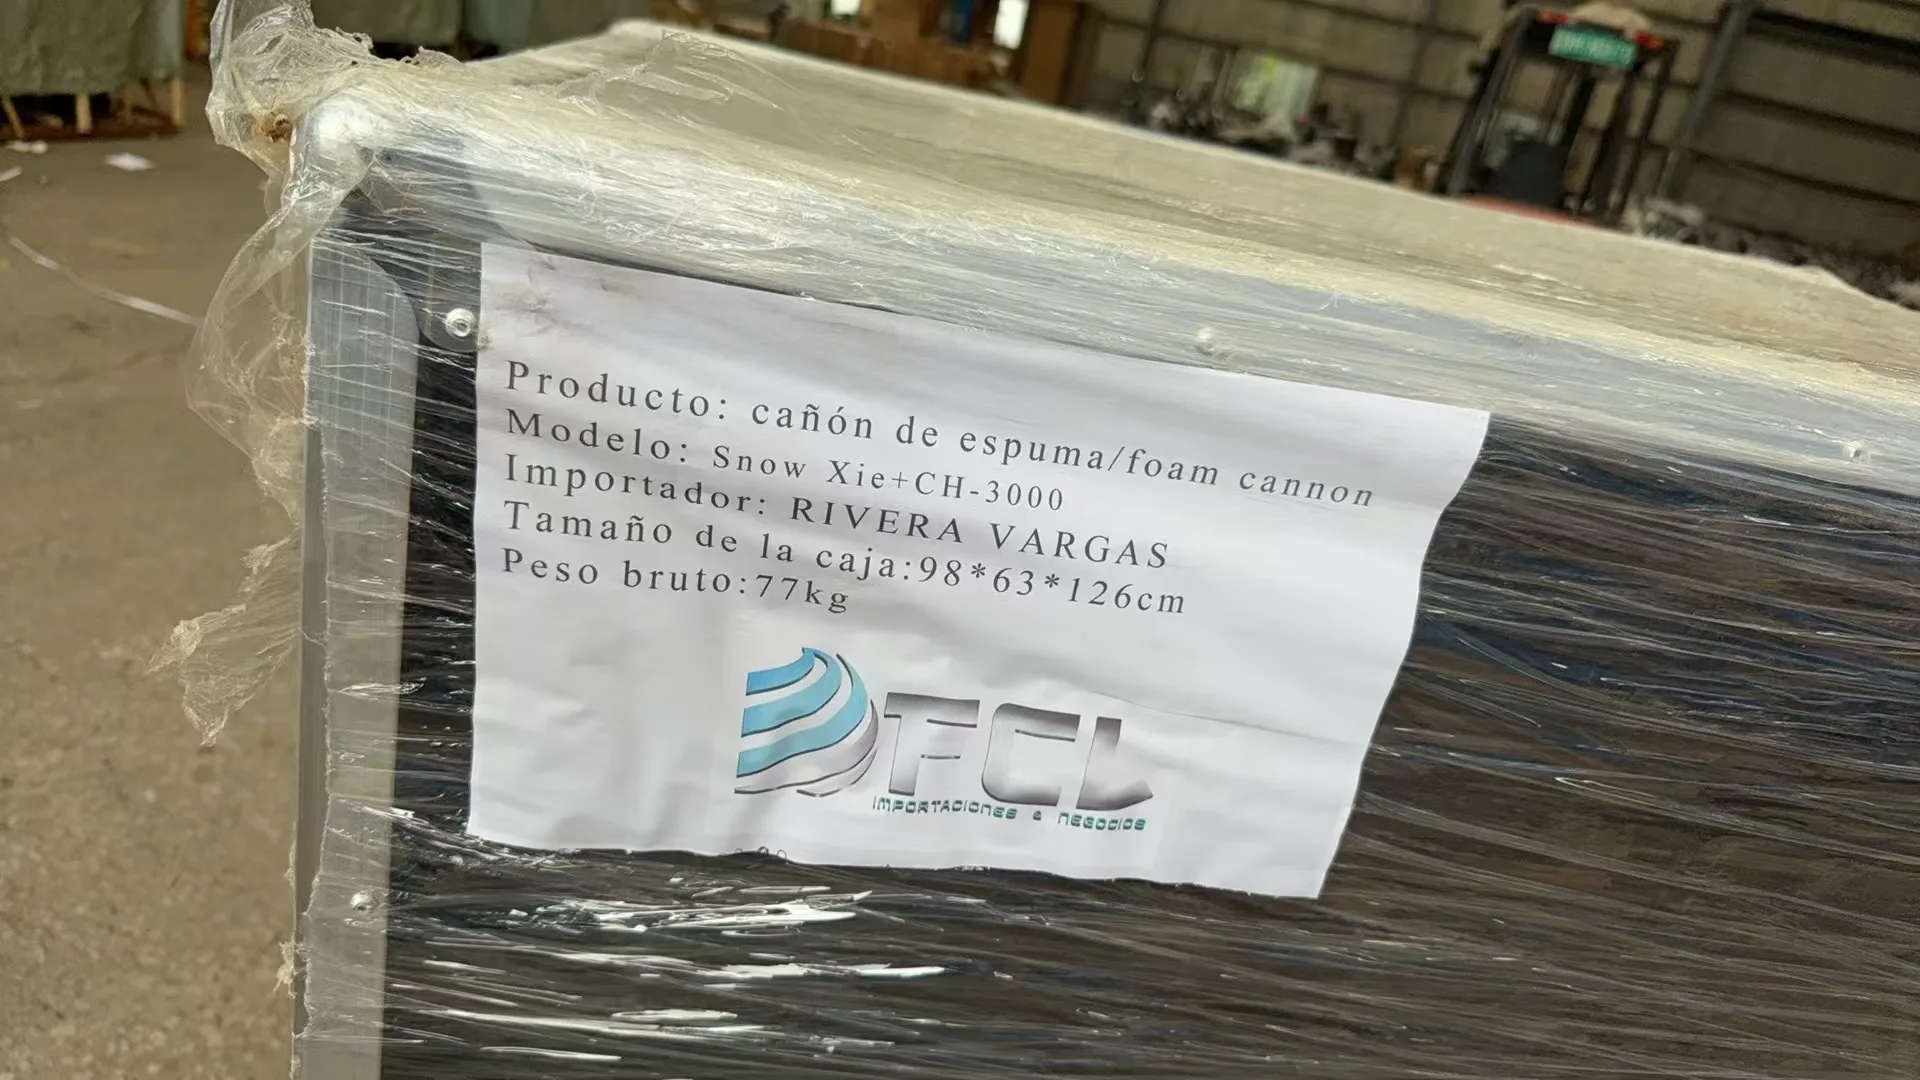 Producto: cañón de espuma/foam cannon
Modelo: Snow Xie+CH-3000
Importador: RIVERA VARGAS
Tamaño de la caja:98*63*126cm
Peso bruto:77kg
FCL
IMPORTACIONES & NEGOCIOS